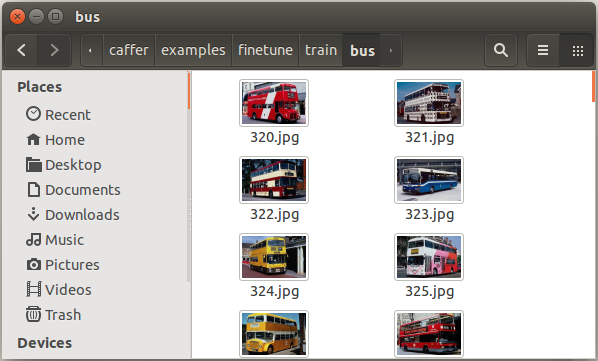 bus
caffer examples finetune train bus
Places
Recent
Home
Desktop
Documents
Downloads
Music
Pictures
Videos
Trash
Devices
320.jpg 321.jpg
322.jpg 323.jpg
324.jpg 325.jpg